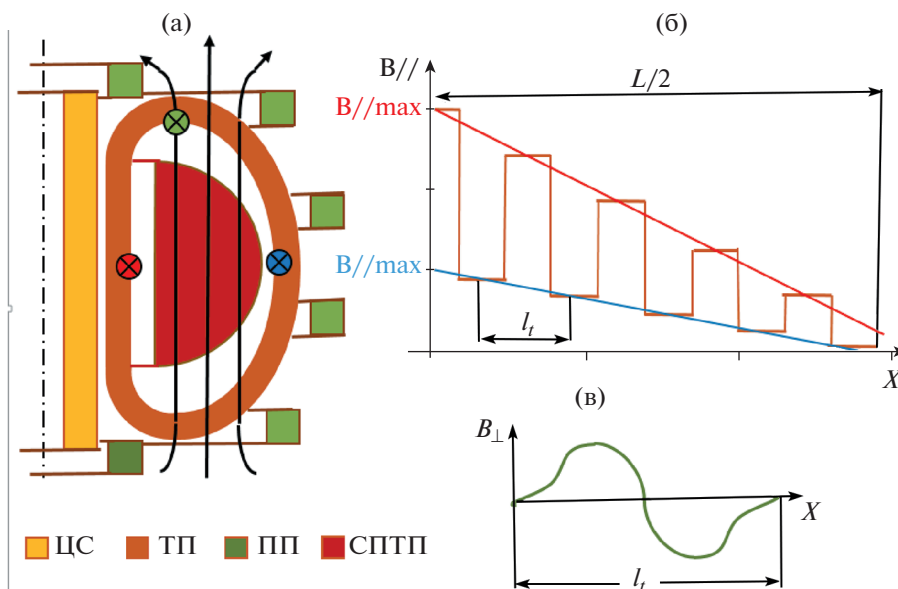 (а)
ЦС
ТП
ПП
СПТП
(б)
B//
L/2
B//max
B//max
l_t
X
(в)
B⊥
X
l_t